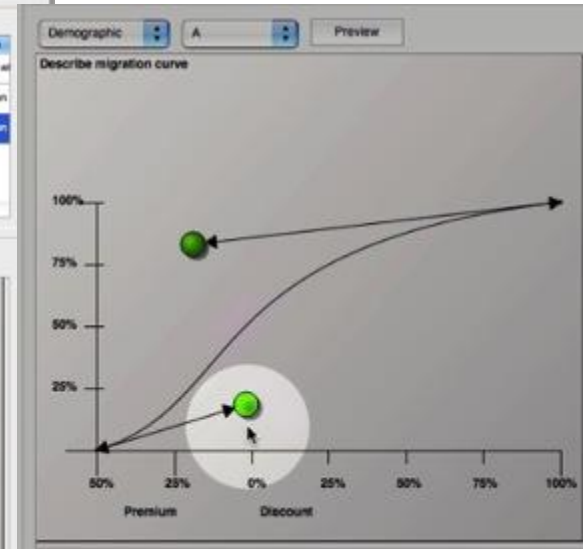 Demographic A Preview
Describe migration curve
100%
75%
50%
25%
50% 25% 0% 25% 50% 75% 100%
Premium Discount